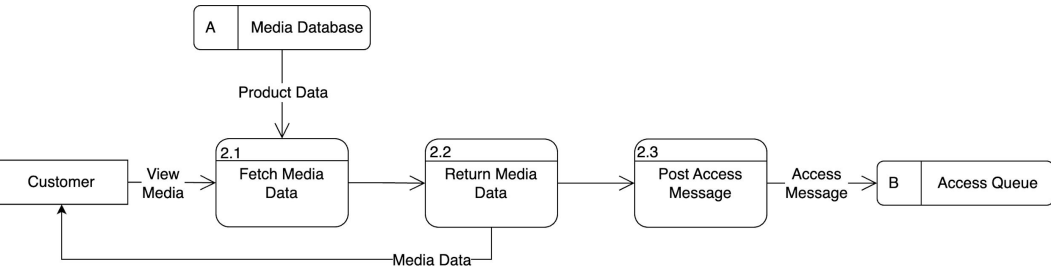 A Media Database
Product Data
2.1
Fetch Media
Data
2.2
Return Media
Data
2.3
Post Access
Message
Customer
View
Media
Access
Message
B Access Queue
Media Data